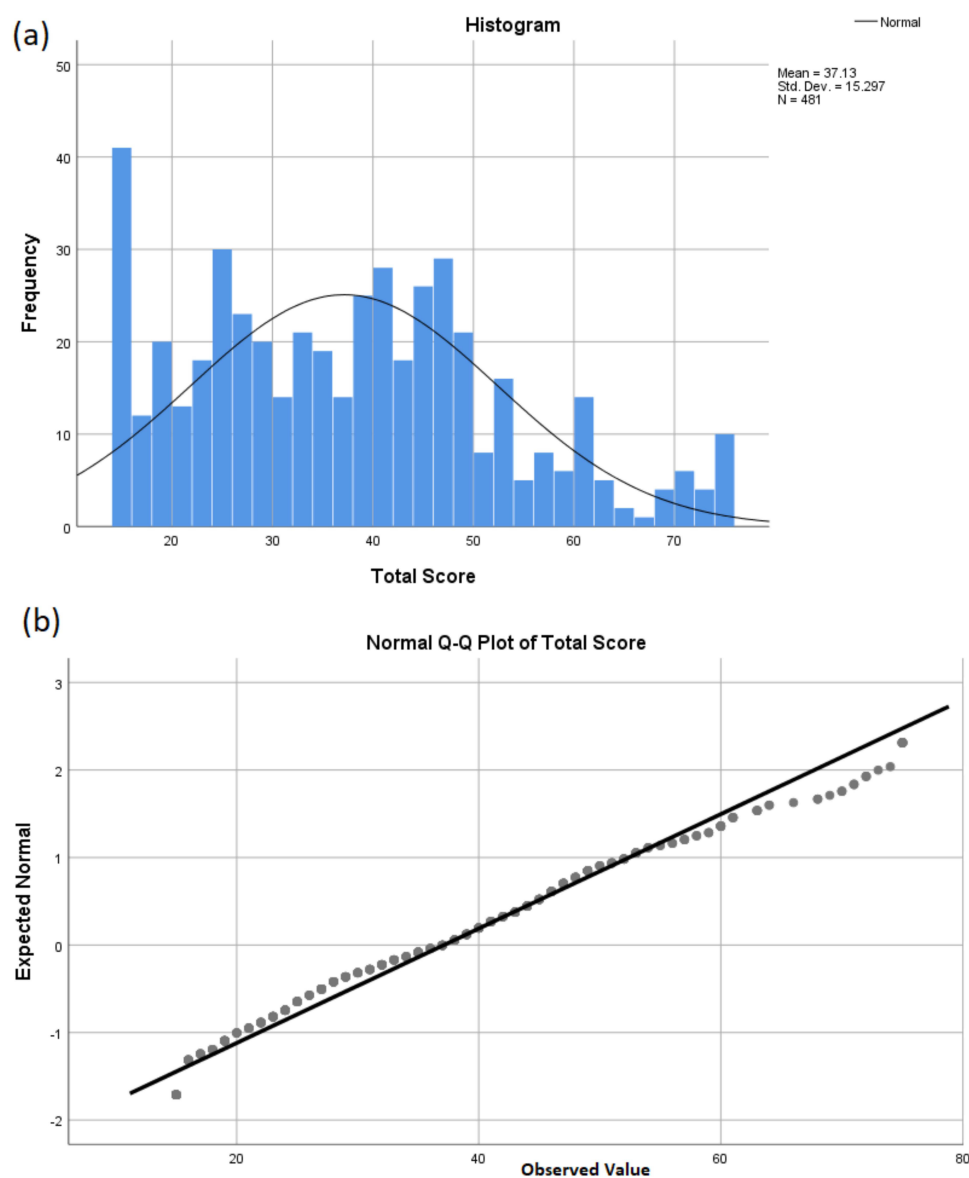 (a)
Histogram
Normal
Mean = 37.13
Std. Dev. = 15.297
N = 481
50
40
30
20
10
0
Frequency
20 30 40 50 60 70
Total Score
(b)
Normal Q-Q Plot of Total Score
3
2
1
0
-1
-2
Expected Normal
20 40 60 80
Observed Value